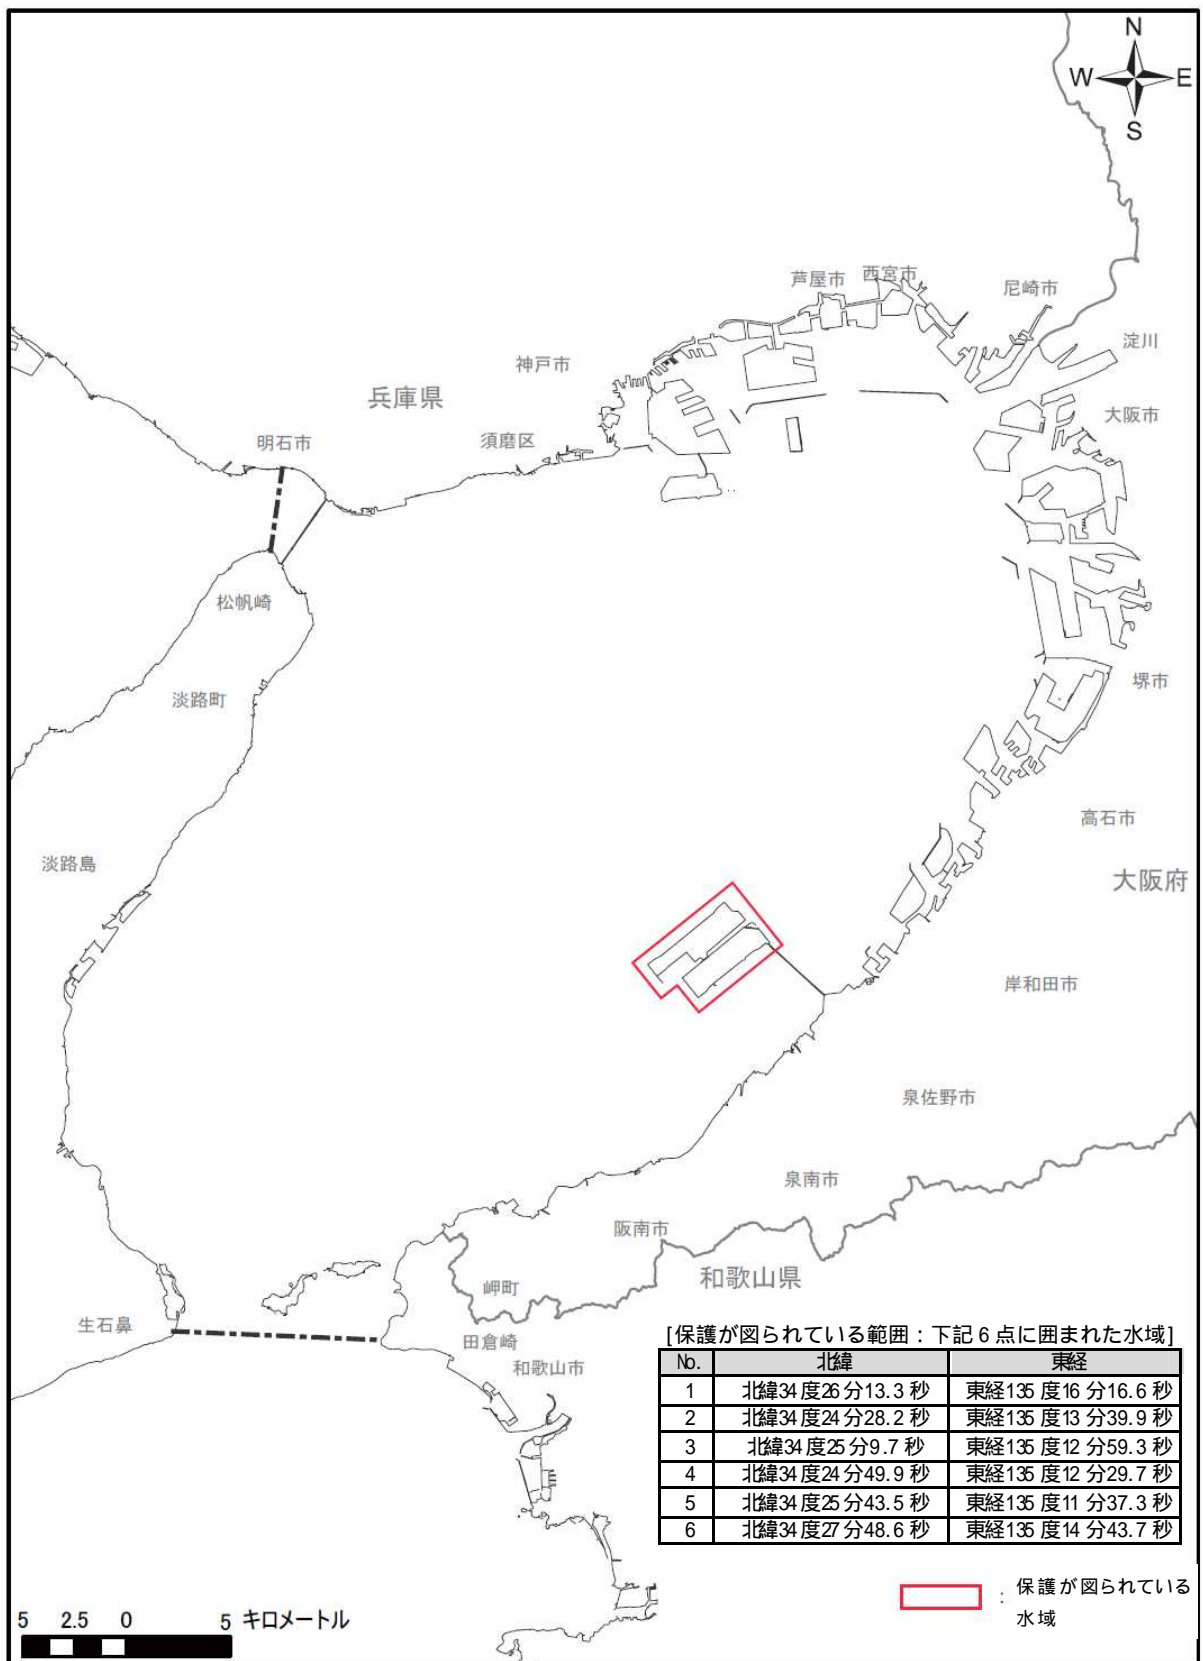 N
W E
S
芦屋市 西宮市
尼崎市
淀川
神戸市
兵庫県
大阪市
明石市
須磨区
松帆崎
淡路町
堺市
高石市
淡路島
大阪府
岸和田市
泉佐野市
泉南市
阪南市
和歌山県
岬町
生石鼻
田倉崎
和歌山市
[保護が図られている範囲：下記6点に囲まれた水域]
No. 北緯 東経
1 北緯34度26分13.3秒 東経135度16分16.6秒
2 北緯34度24分28.2秒 東経135度13分39.9秒
3 北緯34度25分9.7秒 東経135度12分59.3秒
4 北緯34度24分49.9秒 東経135度12分29.7秒
5 北緯34度25分43.5秒 東経135度11分37.3秒
6 北緯34度27分48.6秒 東経135度14分43.7秒
：保護が図られている
水域
5 2.5 0 5 キロメートル